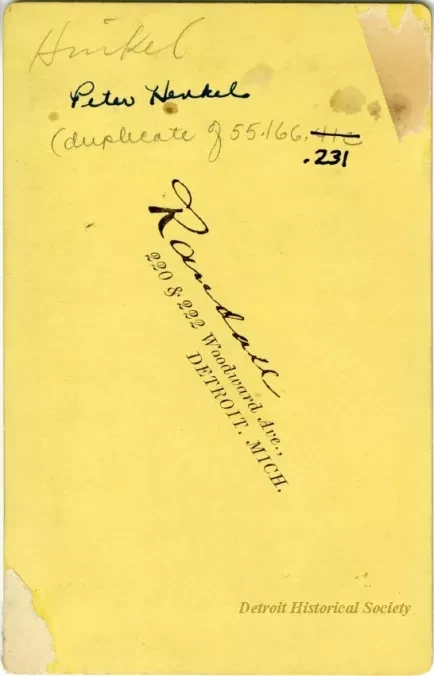 Hinkel
Peter Henkel
(duplicate of 55.166.
.231
Randall
220 & 222 Woodward Ave.,
DETROIT, MICH.
Detroit Historical Society